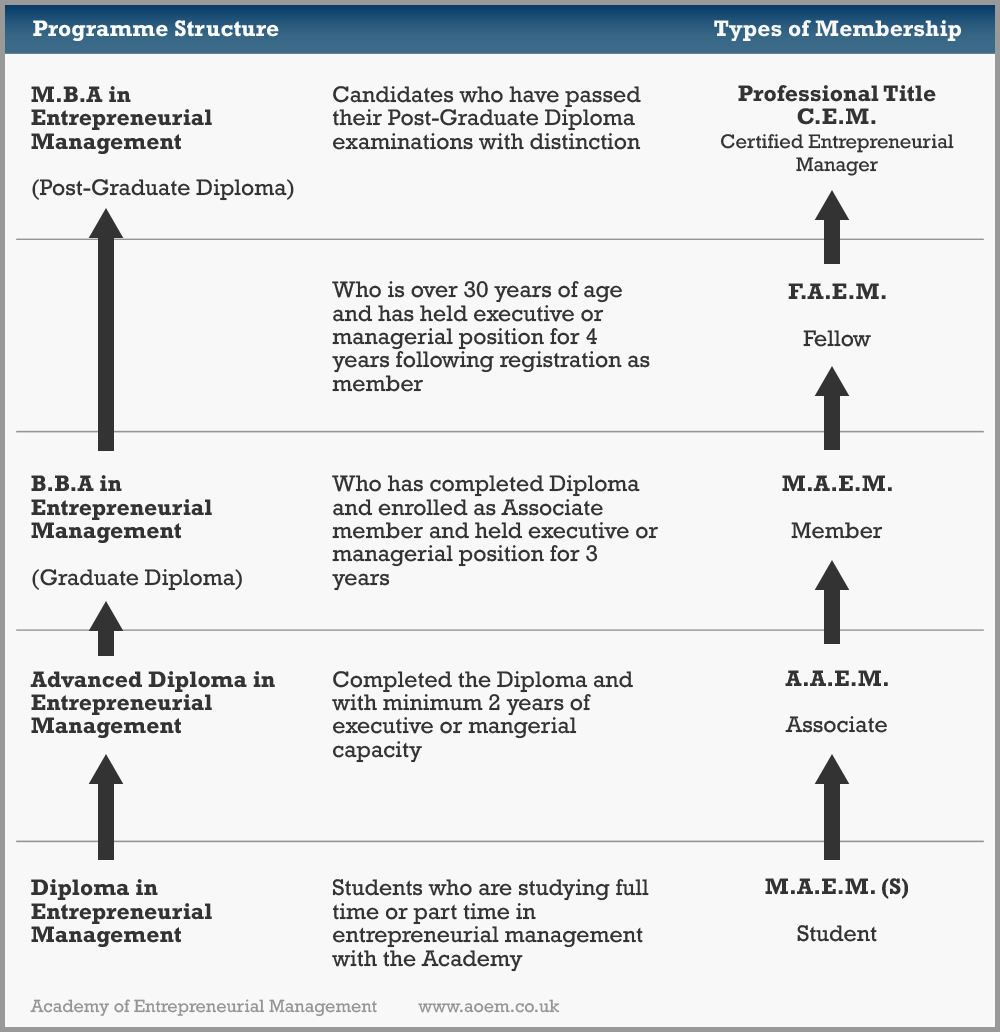 Programme Structure
Types of Membership
M.B.A in
Entrepreneurial
Management
(Post-Graduate Diploma)
Candidates who have passed
their Post-Graduate Diploma
examinations with distinction
Professional Title
C.E.M.
Certified Entrepreneurial
Manager
Who is over 30 years of age
and has held executive or
managerial position for 4
years following registration as
member
F.A.E.M.
Fellow
B.B.A in
Entrepreneurial
Management
(Graduate Diploma)
Who has completed Diploma
and enrolled as Associate
member and held executive or
managerial position for 3
years
M.A.E.M.
Member
Advanced Diploma in
Entrepreneurial
Management
Completed the Diploma and
with minimum 2 years of
executive or mangerial
capacity
A.A.E.M.
Associate
Diploma in
Entrepreneurial
Management
Students who are studying full
time or part time in
entrepreneurial management
with the Academy
M.A.E.M. (S)
Student
Academy of Entrepreneurial Management www.aoem.co.uk